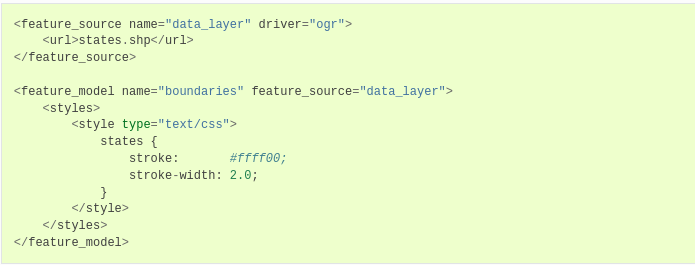 <feature_source name="data_layer" driver="ogr">
    <url>states.shp</url>
</feature_source>

<feature_model name="boundaries" feature_source="data_layer">
    <styles>
        <style type="text/css">
            states {
                stroke:       #ffff00;
                stroke-width: 2.0;
            }
        </style>
    </styles>
</feature_model>